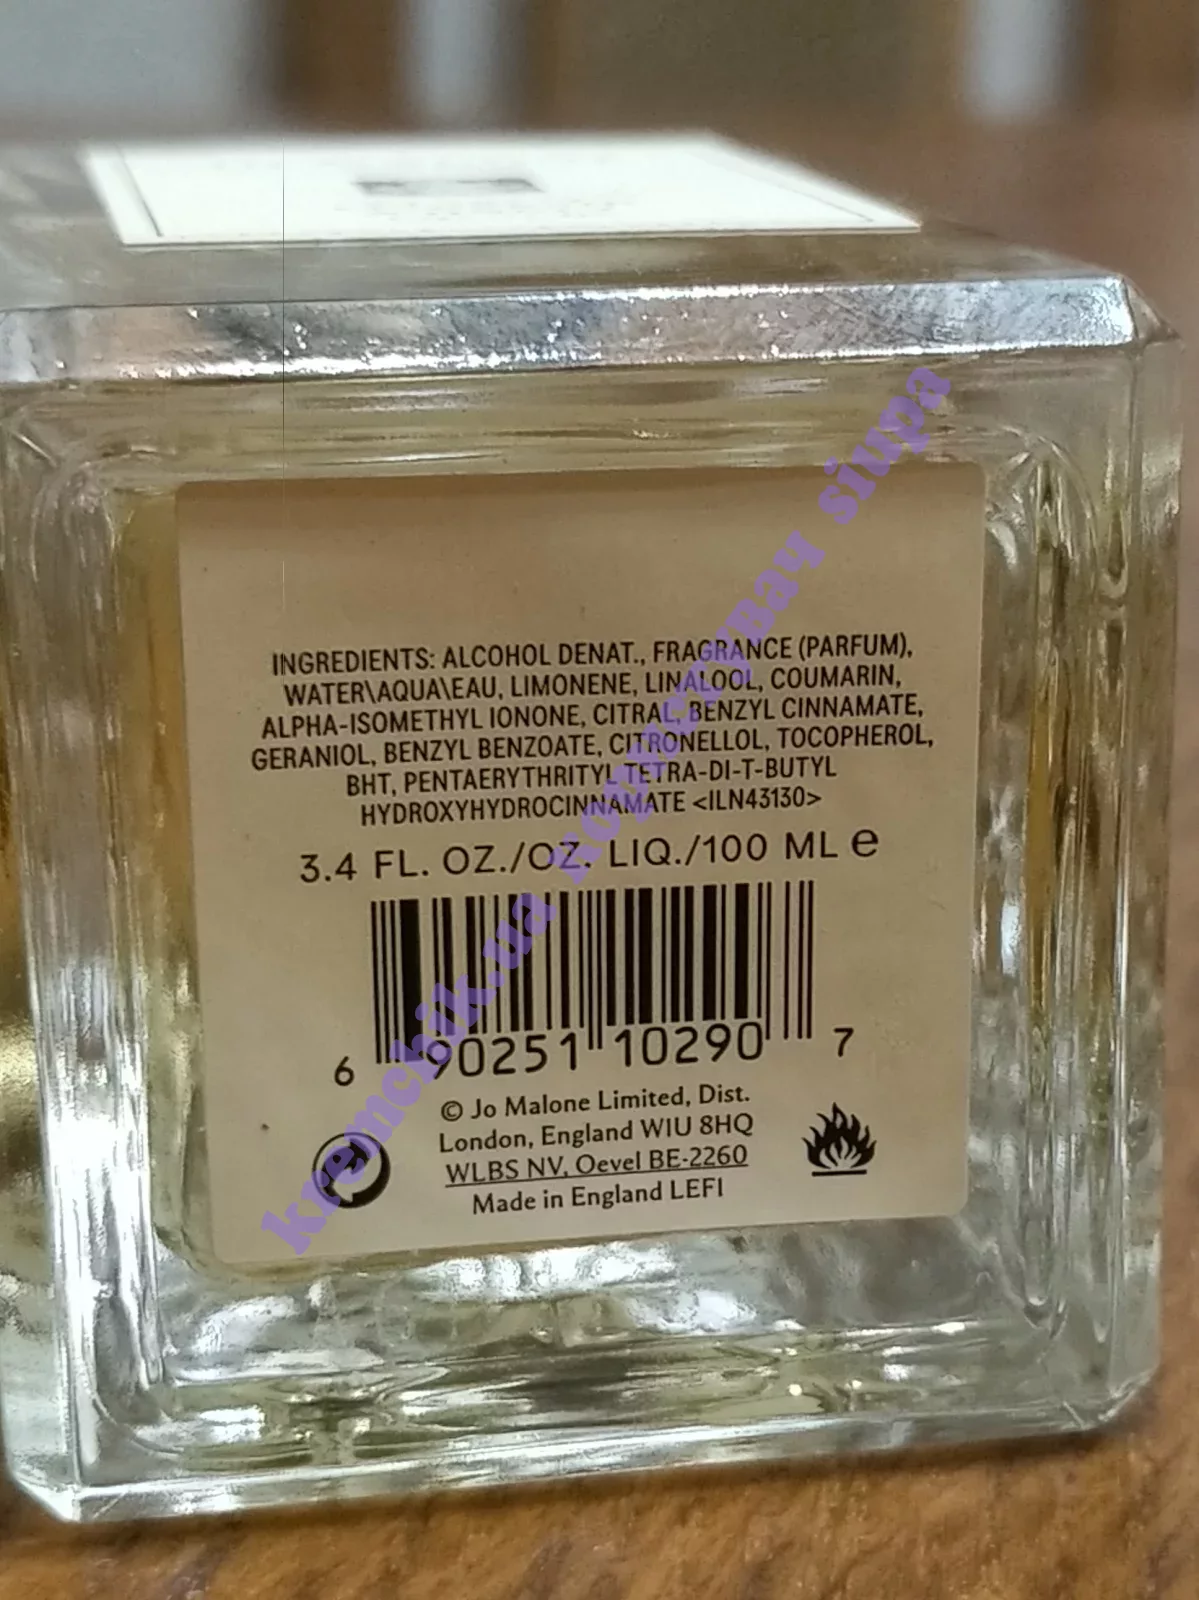 INGREDIENTS: ALCOHOL DENAT., FRAGRANCE (PARFUM),
WATER\AQUA\EAU, LIMONENE, LINALOOL, COUMARIN,
ALPHA-ISOMETHYL IONONE, CITRAL, BENZYL CINNAMATE,
GERANIOL, BENZYL BENZOATE, CITRONELLOL, TOCOPHEROL,
BHT, PENTAERYTHRITYL TETRA-DI-T-BUTYL
HYDROXYHYDROCINNAMATE <ILN43130>
3.4 FL. OZ./OZ. LIQ./100 ML e
6 90251 10290 7
© Jo Malone Limited, Dist.
London, England W1U 8HQ
WLBS NV, Oevel BE-2260
Made in England LEFI
kremchik.ua користувач siupa